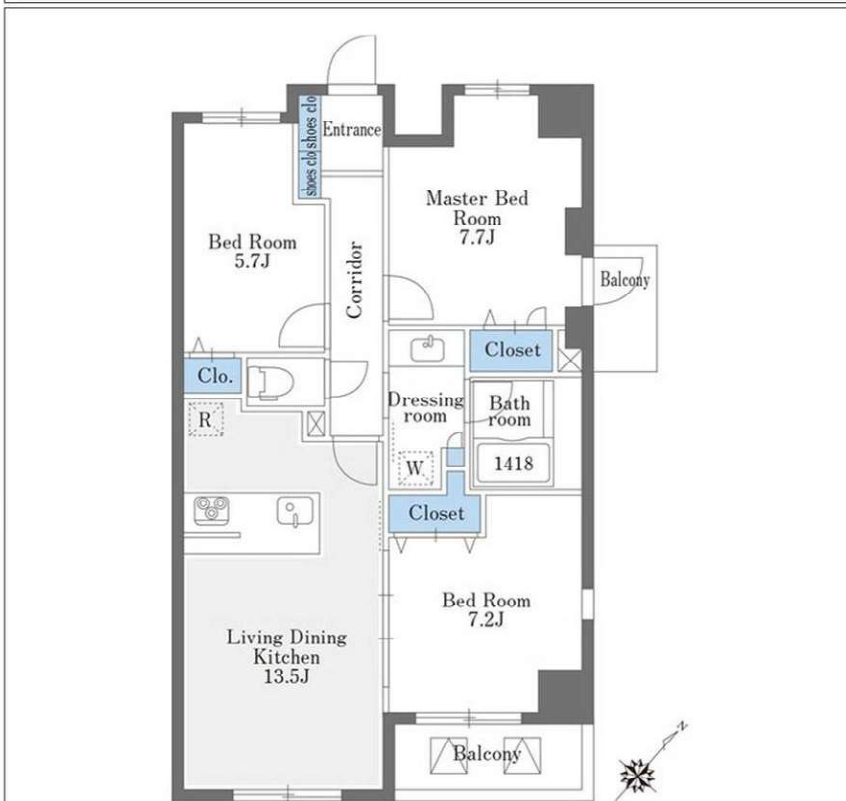 shoes clo
shoes clo
Entrance
Master Bed
Room
7.7J
Bed Room
5.7J
Corridor
Balcony
Clo.
Closet
R
Dressing
room
Bath
room
W
1418
Closet
Bed Room
7.2J
Living Dining
Kitchen
13.5J
Balcony
N